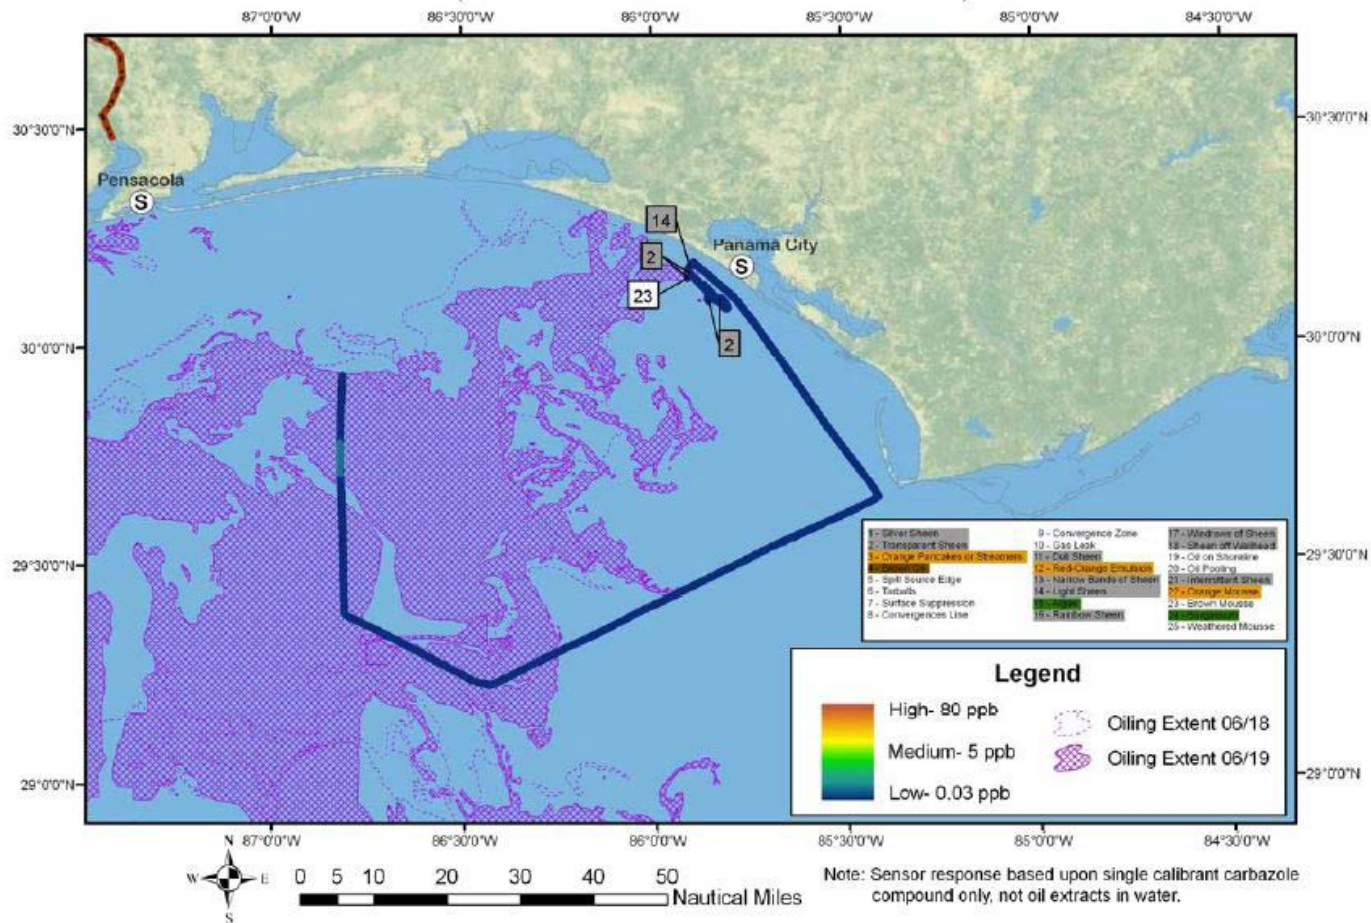 87°0'0"W 86°30'0"W 86°0'0"W 85°30'0"W 85°0'0"W 84°30'0"W
30°30'0"N 30°30'0"N
Pensacola
S
14
2
Panama City
S
23
2
30°0'0"N 30°0'0"N
29°30'0"N 29°30'0"N
1 - Silver Sheen
2 - Transparent Sheen
3 - Orange Pancakes or Streamers
4 - Brown Oil
5 - Spill Source Edge
6 - Tarballs
7 - Surface Suppression
8 - Convergences Line
9 - Convergence Zone
10 - Gas Leak
11 - Dull Sheen
12 - Red-Orange Emulsion
13 - Narrow Bands of Sheen
14 - Light Sheen
15 - Algae
16 - Rainbow Sheen
17 - Windrows of Sheen
18 - Sheen off Wellhead
19 - Oil on Shoreline
20 - Oil Pooling
21 - Intermittent Sheen
22 - Orange Mousse
23 - Brown Mousse
24 - Sargassum
25 - Weathered Mousse
Legend
High- 80 ppb
Medium- 5 ppb
Low- 0.03 ppb
Oiling Extent 06/18
Oiling Extent 06/19
29°0'0"N 29°0'0"N
87°0'0"W 86°30'0"W 86°0'0"W 85°30'0"W 85°0'0"W 84°30'0"W
N
W E
S
0 5 10 20 30 40 50
Nautical Miles
Note: Sensor response based upon single calibrant carbazole
compound only, not oil extracts in water.